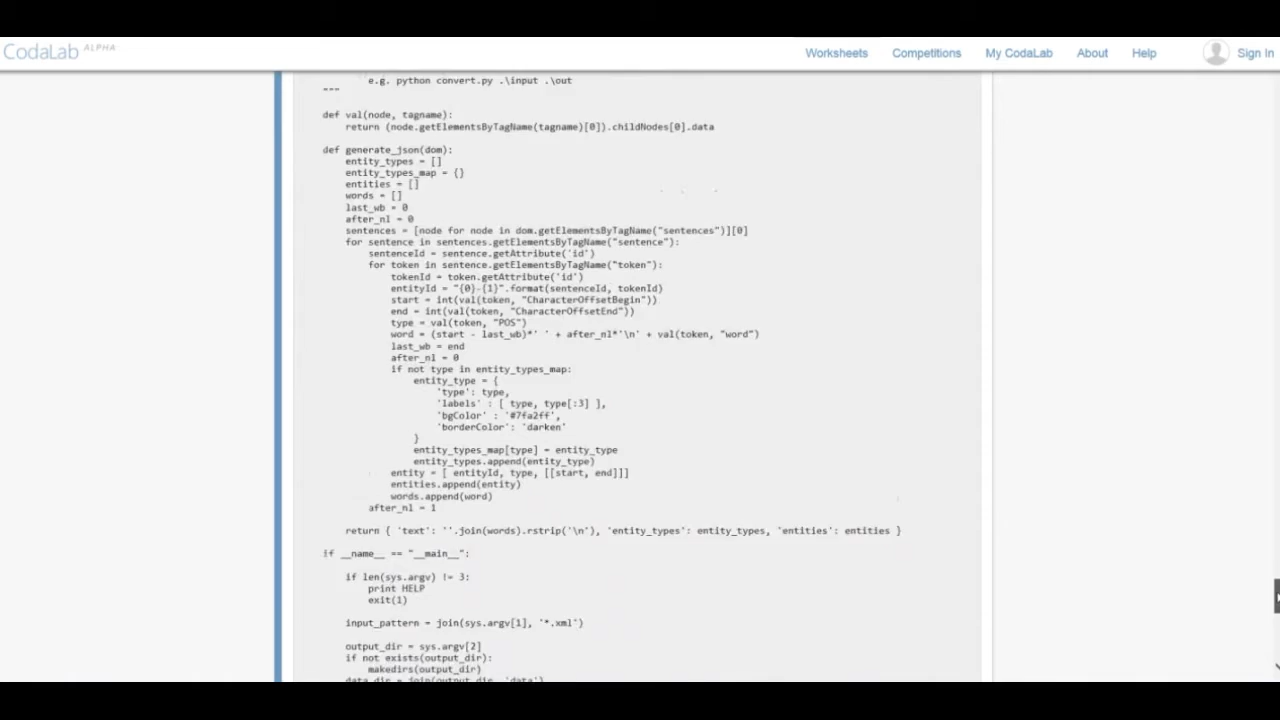 CodaLab ALPHA
Worksheets Competitions My CodaLab About Help Sign In
e.g. python convert.py .\input .\out
"""
def val(node, tagname):
return (node.getElementsByTagName(tagname)[0]).childNodes[0].data
def generate_json(dom):
entity_types = []
entity_types_map = {}
entities = []
words = []
last_wb = 0
after_nl = 0
sentences = [node for node in dom.getElementsByTagName("sentences")][0]
for sentence in sentences.getElementsByTagName("sentence"):
sentenceId = sentence.getAttribute('id')
for token in sentence.getElementsByTagName("token"):
tokenId = token.getAttribute('id')
entityId = "{0}-{1}".format(sentenceId, tokenId)
start = int(val(token, "CharacterOffsetBegin"))
end = int(val(token, "CharacterOffsetEnd"))
type = val(token, "POS")
word = (start - last_wb)*' ' + after_nl*'\n' + val(token, "word")
last_wb = end
after_nl = 0
if not type in entity_types_map:
entity_type = {
'type': type,
'labels' : [ type, type[:3] ],
'bgColor' : '#7fa2ff',
'borderColor': 'darken'
}
entity_types_map[type] = entity_type
entity_types.append(entity_type)
entity = [ entityId, type, [[start, end]]]
entities.append(entity)
words.append(word)
after_nl = 1
return { 'text': ''.join(words).rstrip('\n'), 'entity_types': entity_types, 'entities': entities }
if __name__ == "__main__":
if len(sys.argv) != 3:
print HELP
exit(1)
input_pattern = join(sys.argv[1], '*.xml')
output_dir = sys.argv[2]
if not exists(output_dir):
makedirs(output_dir)
data_dir = join(output_dir, 'data')